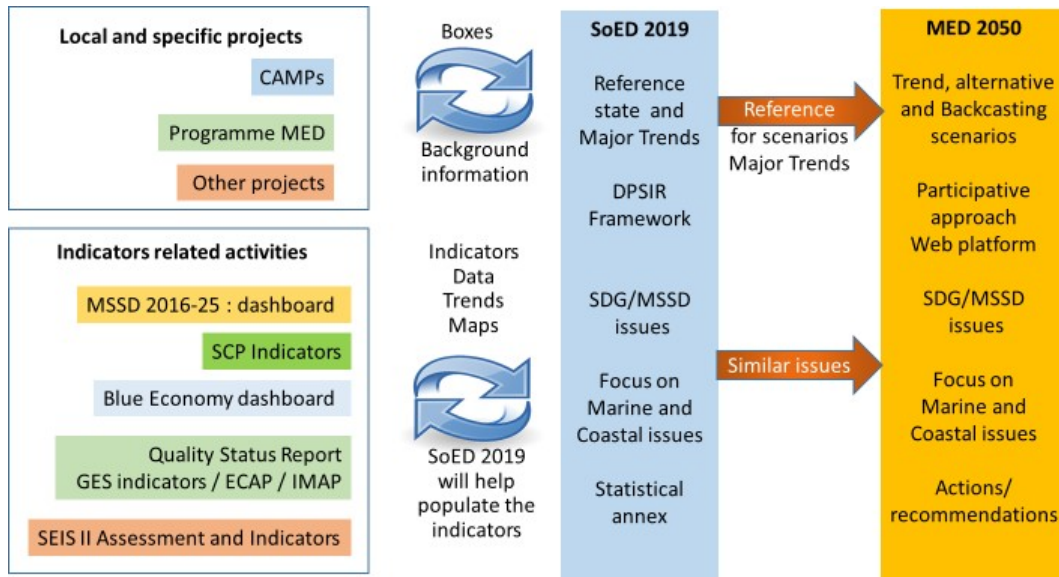 Local and specific projects
CAMPs
Programme MED
Other projects
Indicators related activities
MSSD 2016-25 : dashboard
SCP Indicators
Blue Economy dashboard
Quality Status Report
GES indicators / ECAP / IMAP
SEIS II Assessment and Indicators
Boxes
Background
information
Indicators
Data
Trends
Maps
SoED 2019
will help
populate the
indicators
SoED 2019
Reference
state and
Major Trends
DPSIR
Framework
SDG/MSSD
issues
Focus on
Marine and
Coastal issues
Statistical
annex
Reference
for scenarios
Major Trends
Similar issues
MED 2050
Trend, alternative
and Backcasting
scenarios
Participative
approach
Web platform
SDG/MSSD
issues
Focus on
Marine and
Coastal issues
Actions/
recommendations